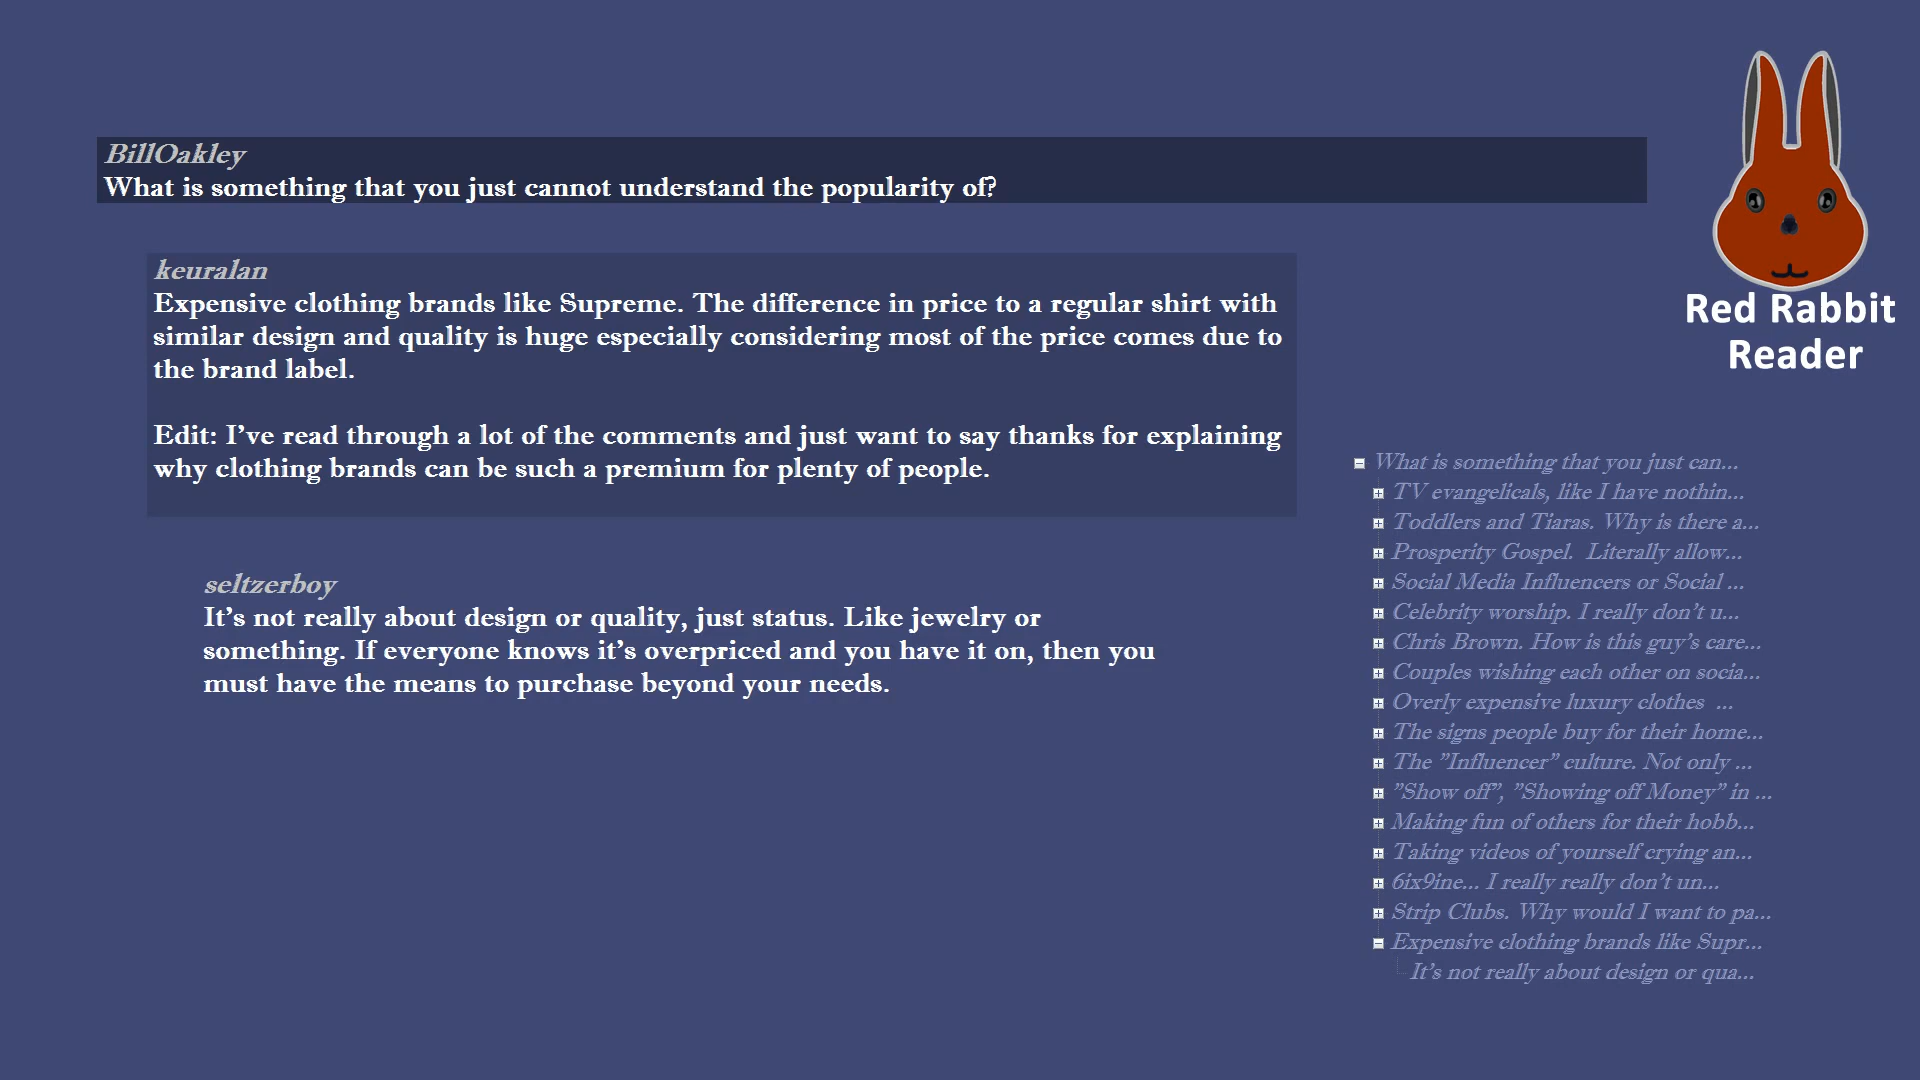 BillOakley
What is something that you just cannot understand the popularity of?
keuralan
Expensive clothing brands like Supreme. The difference in price to a regular shirt with
similar design and quality is huge especially considering most of the price comes due to
the brand label.
Edit: I’ve read through a lot of the comments and just want to say thanks for explaining
why clothing brands can be such a premium for plenty of people.
seltzerboy
It’s not really about design or quality, just status. Like jewelry or
something. If everyone knows it’s overpriced and you have it on, then you
must have the means to purchase beyond your needs.
Red Rabbit
Reader
What is something that you just can...
TV evangelicals, like I have nothin...
Toddlers and Tiaras. Why is there a...
Prosperity Gospel.  Literally allow...
Social Media Influencers or Social ...
Celebrity worship. I really don’t u...
Chris Brown. How is this guy’s care...
Couples wishing each other on socia...
Overly expensive luxury clothes  ...
The signs people buy for their home...
The ”Influencer” culture. Not only ...
”Show off”, ”Showing off Money” in ...
Making fun of others for their hobb...
Taking videos of yourself crying an...
6ix9ine... I really really don’t un...
Strip Clubs. Why would I want to pa...
Expensive clothing brands like Supr...
It’s not really about design or qua...